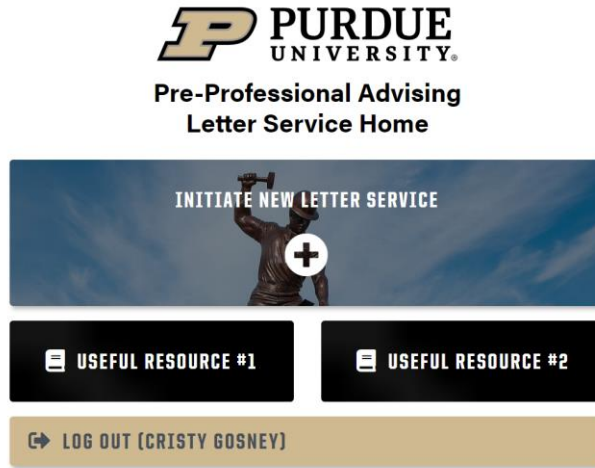 PURDUE
UNIVERSITY®
Pre-Professional Advising
Letter Service Home
INITIATE NEW LETTER SERVICE
USEFUL RESOURCE #1
USEFUL RESOURCE #2
LOG OUT (CRISTY GOSNEY)